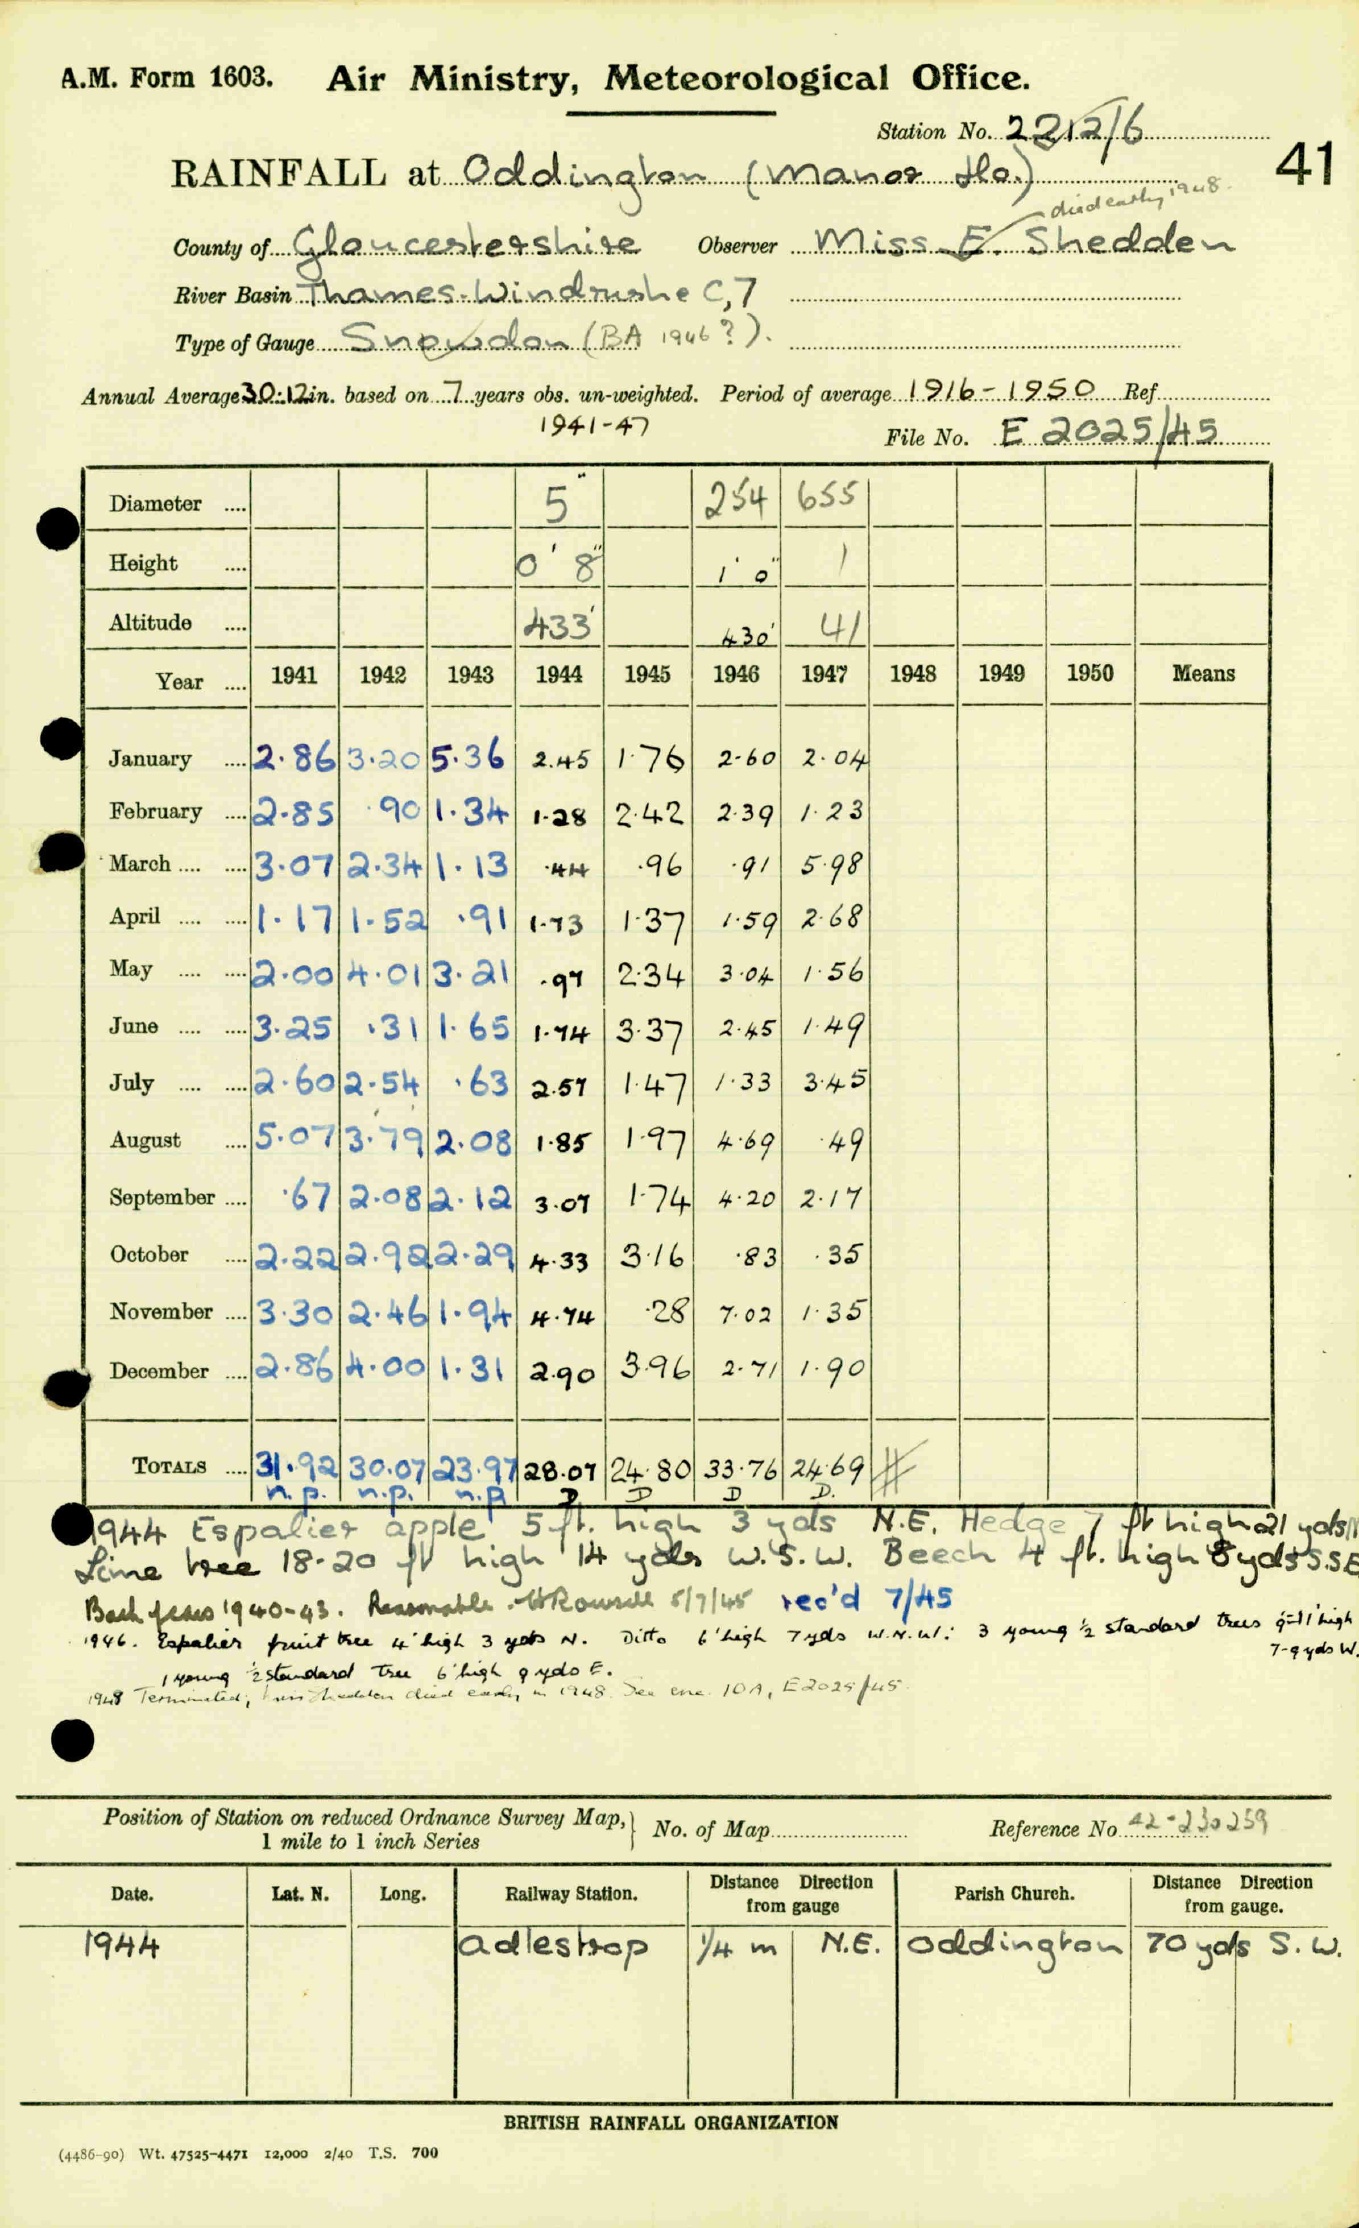 A.M. Form 1603. Air Ministry, Meteorological Office.
Station No. 2212/6
41
RAINFALL at Oddington (Manor Ho.)
died early 1948.
County of Gloucestershire Observer Miss E. Shedden
River Basin Thames-Windrush C,7
Type of Gauge Snowdon (BA 1946?).
Annual Average 30.12 in. based on 7 years obs. un-weighted. Period of average 1916-1950 Ref
1941-47
File No. E 2025/45
Diameter 5" 254 655
Height 0' 8" 1' 0" 1
Altitude 433' 430' 41
Year 1941 1942 1943 1944 1945 1946 1947 1948 1949 1950 Means
January 2.86 3.20 5.36 2.45 1.76 2.60 2.04
February 2.85 .90 1.34 1.28 2.42 2.39 1.23
March 3.07 2.34 1.13 .44 .96 .91 5.98
April 1.17 1.52 .91 1.73 1.37 1.59 2.68
May 2.00 4.01 3.21 .97 2.34 3.04 1.56
June 3.25 .31 1.65 1.74 3.37 2.45 1.49
July 2.60 2.54 .63 2.57 1.47 1.33 3.45
August 5.07 3.79 2.08 1.85 1.97 4.69 .49
September .67 2.08 2.12 3.07 1.74 4.20 2.17
October 2.22 2.92 2.29 4.33 3.16 .83 .35
November 3.30 2.46 1.94 4.74 .28 7.02 1.35
December 2.86 4.00 1.31 2.90 3.96 2.71 1.90
TOTALS 31.92 30.07 23.97 28.07 24.80 33.76 24.69
n.p. n.p. n.p D D D D.
1944 Espalier apple 5 ft. high 3 yds N.E. Hedge 7 ft high 21 yds
Lime tree 18-20 ft high 14 yds W.S.W. Beech 4 ft. high 8 yds S.S.E
Back years 1940-43. Reasonable. 5/7/45 rec'd 7/45
1946. Espalier fruit tree 4' high 3 yds N. Ditto 6' high 7 yds W.N.W.: 3 young ½ standard trees 9-11' high
7-9 yds W.
1 young ½ standard tree 6' high 9 yds E.
1948 Terminated, Miss Shedden died early in 1948. See enc. 10A, E2025/45.
Position of Station on reduced Ordnance Survey Map,
1 mile to 1 inch Series
No. of Map Reference No 42-230259
Date. Lat. N. Long. Railway Station. Distance Direction from gauge Parish Church. Distance Direction from gauge.
1944 Adlestrop ¼ m N.E. Oddington 70 yds S.W.
BRITISH RAINFALL ORGANIZATION
(4486-90) Wt. 47525-4471 12,000 2/40 T.S. 700